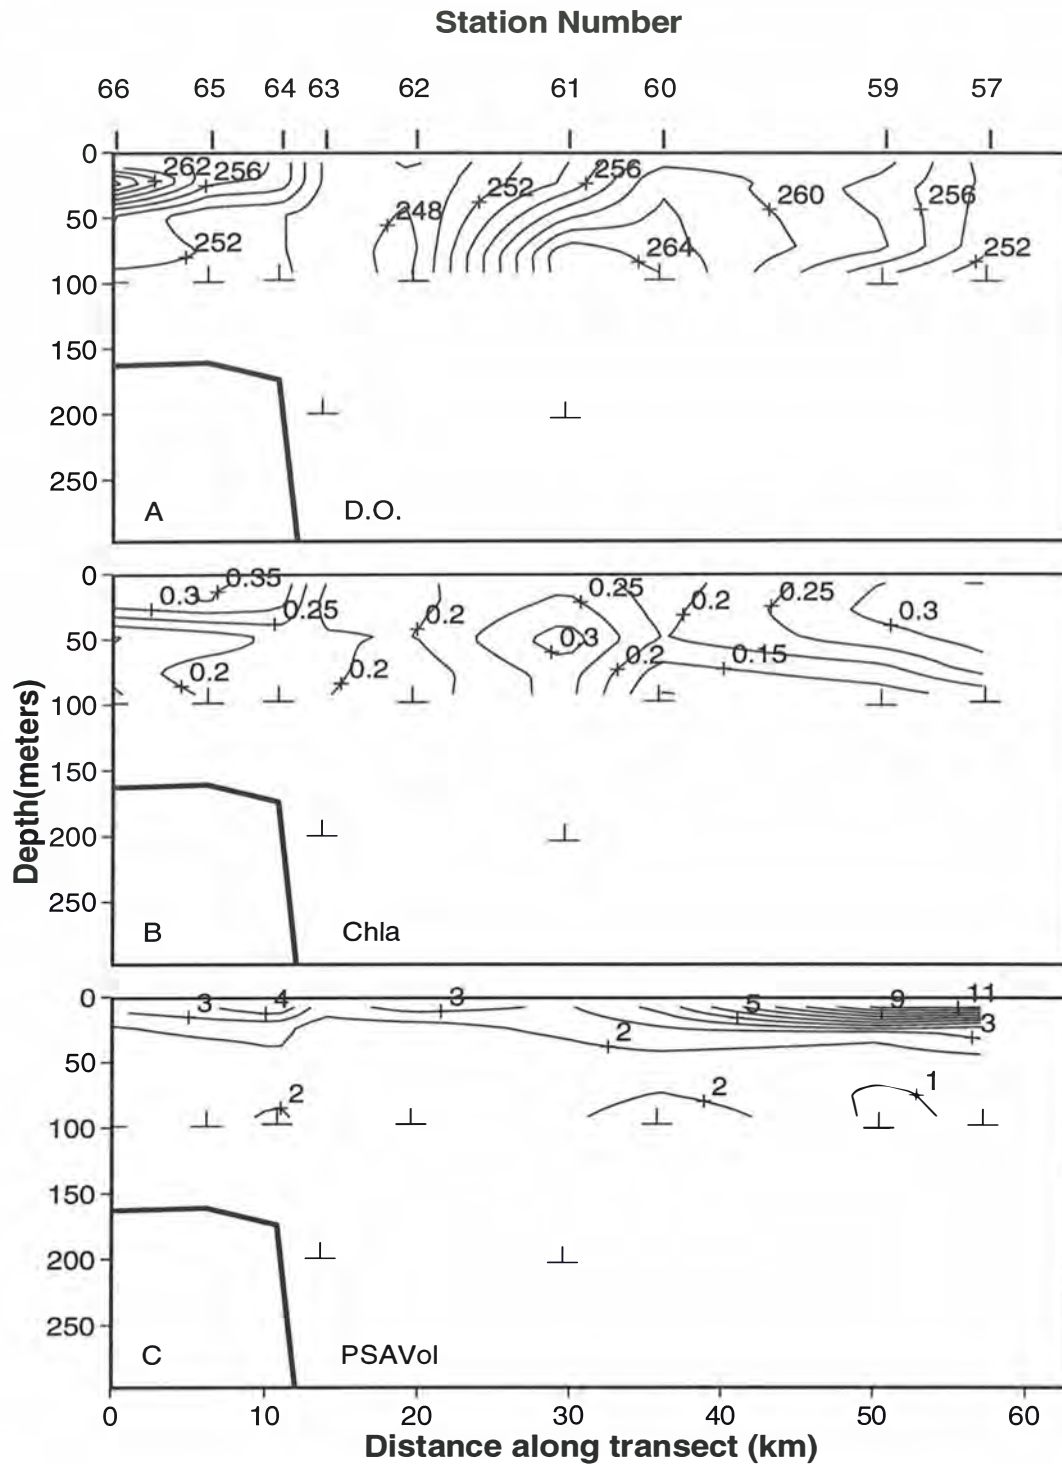 Station Number
66 65 64 63 62 61 60 59 57
0
262 256 252 256 260 256
50
248
252 264 252
100
150
200
250
A D.O.
0
0.35 0.3 0.25 0.2 0.25 0.2 0.25 0.3
50
0.3 0.2 0.15
0.2 0.2
100
150
200
250
B Chla
Depth(meters)
0
3 4 3 5 9 11
2 3
50
2 2 1
100
150
200
250
C PSAVol
0 10 20 30 40 50 60
Distance along transect (km)